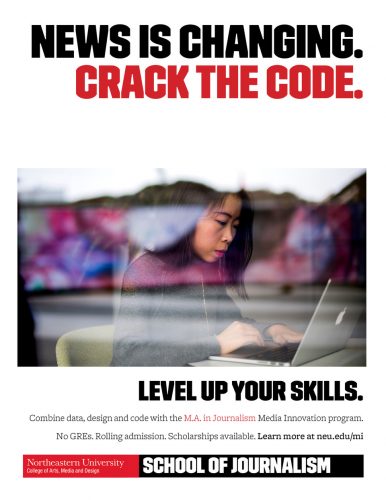 NEWS IS CHANGING.
CRACK THE CODE.
LEVEL UP YOUR SKILLS.
Combine data, design and code with the M.A. in Journalism Media Innovation program.
No GREs. Rolling admission. Scholarships available. Learn more at neu.edu/mi
Northeastern University
College of Arts, Media and Design
SCHOOL OF JOURNALISM